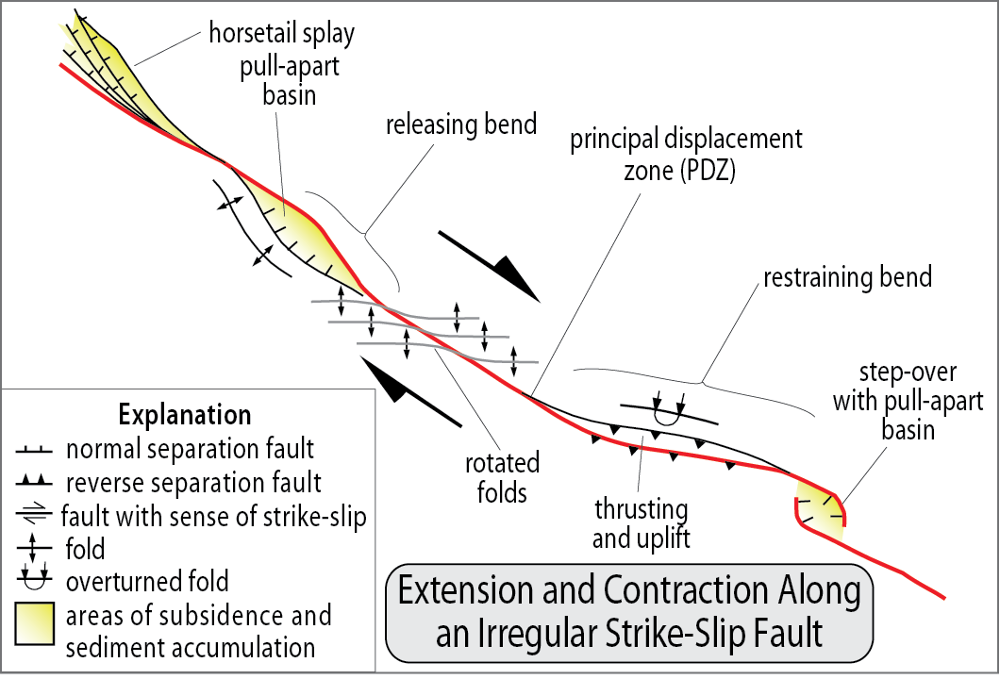 horsetail splay
pull-apart
basin
releasing bend
principal displacement
zone (PDZ)
restraining bend
step-over
with pull-apart
basin
rotated
folds
thrusting
and uplift
Explanation
normal separation fault
reverse separation fault
fault with sense of strike-slip
fold
overturned fold
areas of subsidence and
sediment accumulation
Extension and Contraction Along
an Irregular Strike-Slip Fault